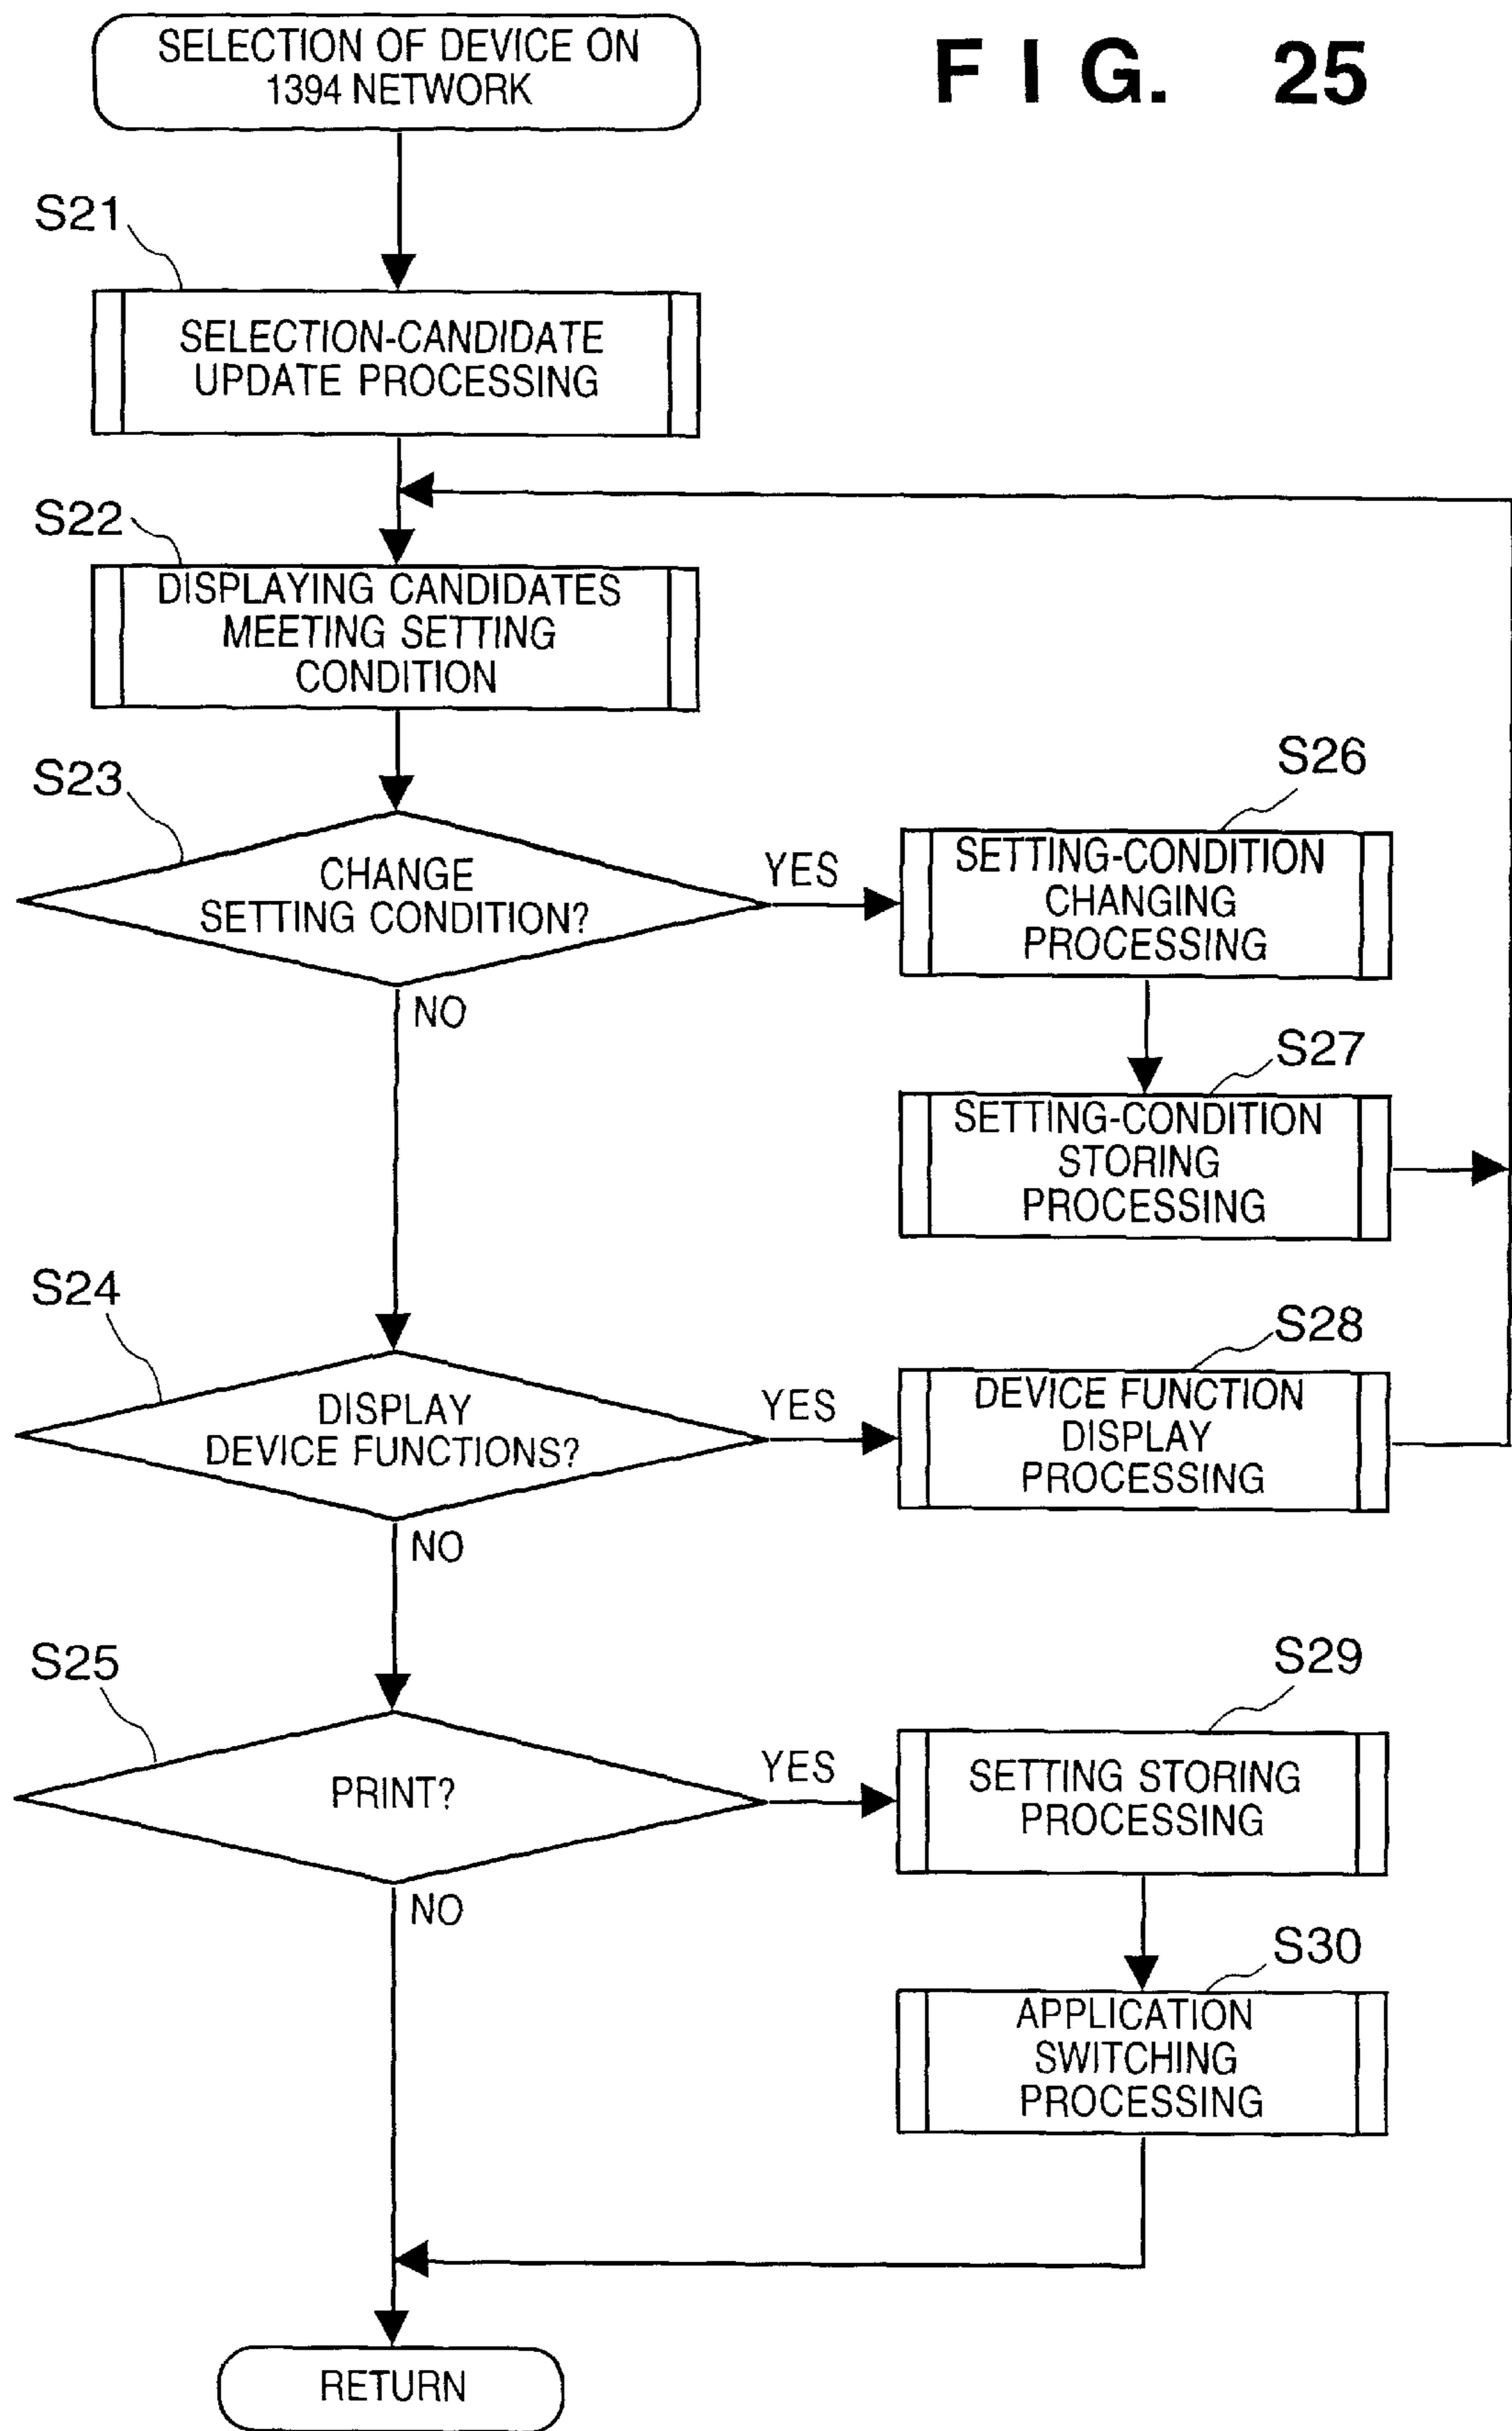 FIG. 25
SELECTION OF DEVICE ON
1394 NETWORK
S21
SELECTION-CANDIDATE
UPDATE PROCESSING
S22
DISPLAYING CANDIDATES
MEETING SETTING
CONDITION
S23
CHANGE
SETTING CONDITION?
YES
NO
S26
SETTING-CONDITION
CHANGING
PROCESSING
S27
SETTING-CONDITION
STORING
PROCESSING
S24
DISPLAY
DEVICE FUNCTIONS?
YES
NO
S28
DEVICE FUNCTION
DISPLAY
PROCESSING
S25
PRINT?
YES
NO
S29
SETTING STORING
PROCESSING
S30
APPLICATION
SWITCHING
PROCESSING
RETURN